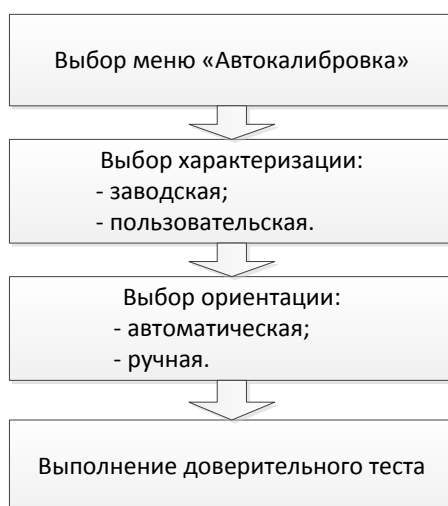 Выбор меню «Автокалибровка»
Выбор характеризации:
- заводская;
- пользовательская.
Выбор ориентации:
- автоматическая;
- ручная.
Выполнение доверительного теста